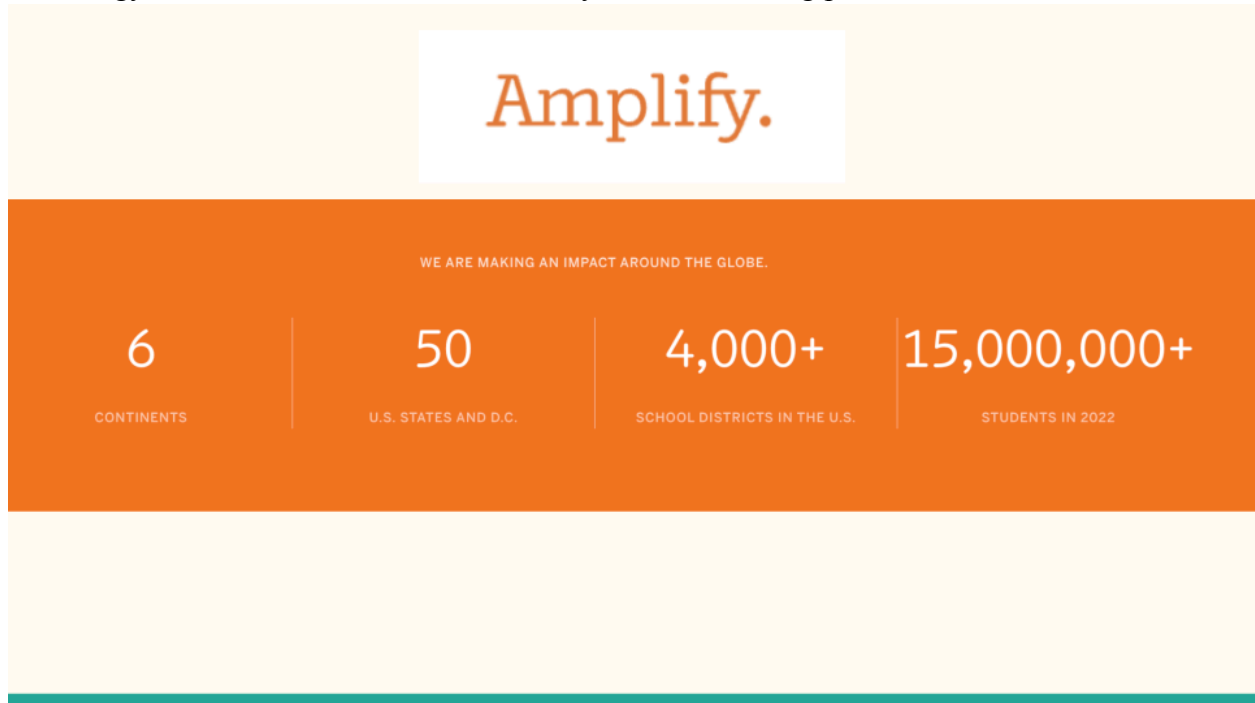 Amplify.
WE ARE MAKING AN IMPACT AROUND THE GLOBE.
6
50
4,000+
15,000,000+
CONTINENTS
U.S. STATES AND D.C.
SCHOOL DISTRICTS IN THE U.S.
STUDENTS IN 2022